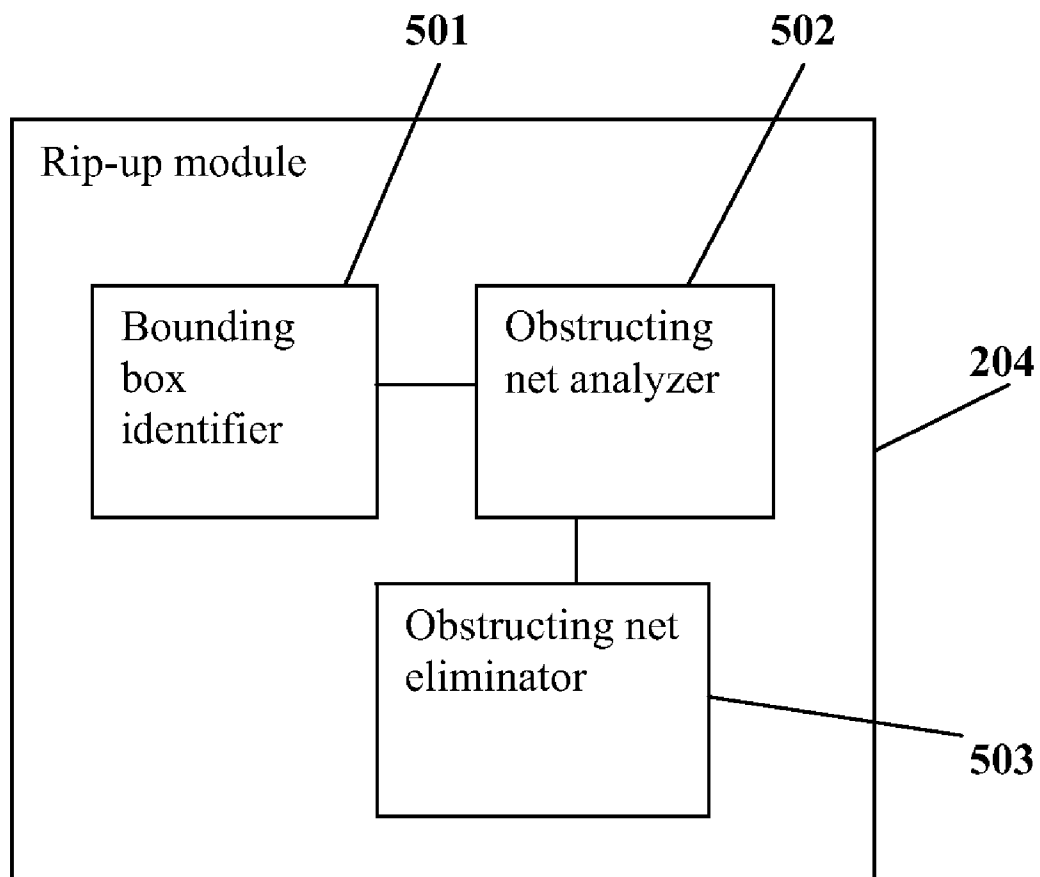 501
502
Rip-up module
Bounding
box
identifier
Obstructing
net analyzer
204
Obstructing net
eliminator
503